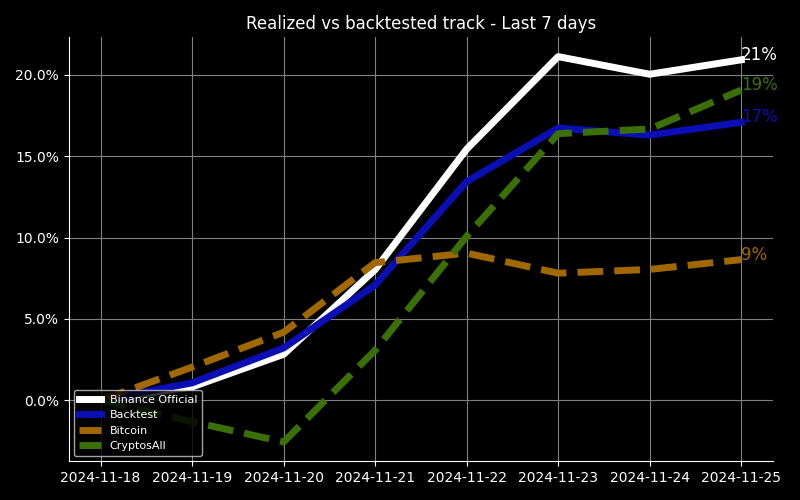 Realized vs backtested track - Last 7 days
21%
20.0%
19%
17%
15.0%
10.0%
9%
5.0%
0.0%
Binance Official
Backtest
Bitcoin
CryptosAll
2024-11-18 2024-11-19 2024-11-20 2024-11-21 2024-11-22 2024-11-23 2024-11-24 2024-11-25